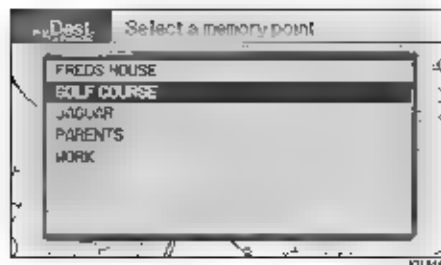 Dest Select a memory point
FREDS HOUSE
GOLF COURSE
JAGUAR
PARENTS
WORK